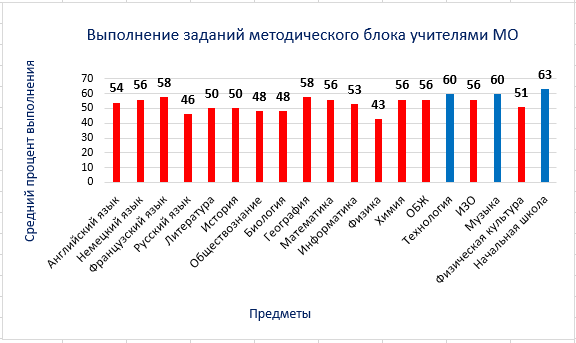 Выполнение заданий методического блока учителями МО
Средний процент выполнения
70
60
50
40
30
20
10
0
54 56 58 46 50 50 48 48 58 56 53 43 56 56 60 56 60 51 63
Английский язык
Немецкий язык
Французский язык
Русский язык
Литература
История
Обществознание
Биология
География
Математика
Информатика
Физика
Химия
ОБЖ
Технология
ИЗО
Музыка
Физическая культура
Начальная школа
Предметы